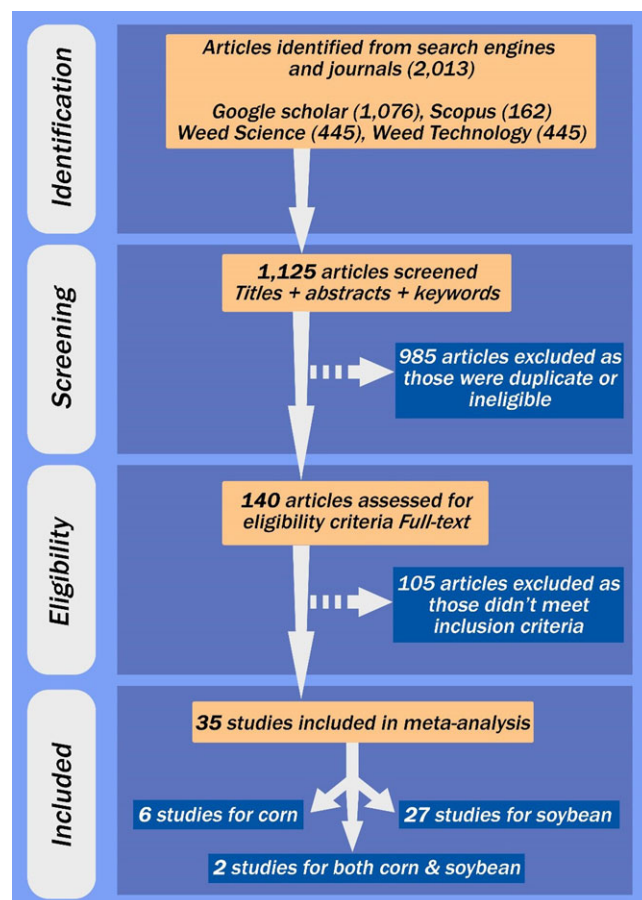 Identification
Articles identified from search engines
and journals (2,013)
Google scholar (1,076), Scopus (162)
Weed Science (445), Weed Technology (445)
Screening
1,125 articles screened
Titles + abstracts + keywords
985 articles excluded as
those were duplicate or
ineligible
Eligibility
140 articles assessed for
eligibility criteria Full-text
105 articles excluded as
those didn't meet
inclusion criteria
Included
35 studies included in meta-analysis
6 studies for corn
27 studies for soybean
2 studies for both corn & soybean